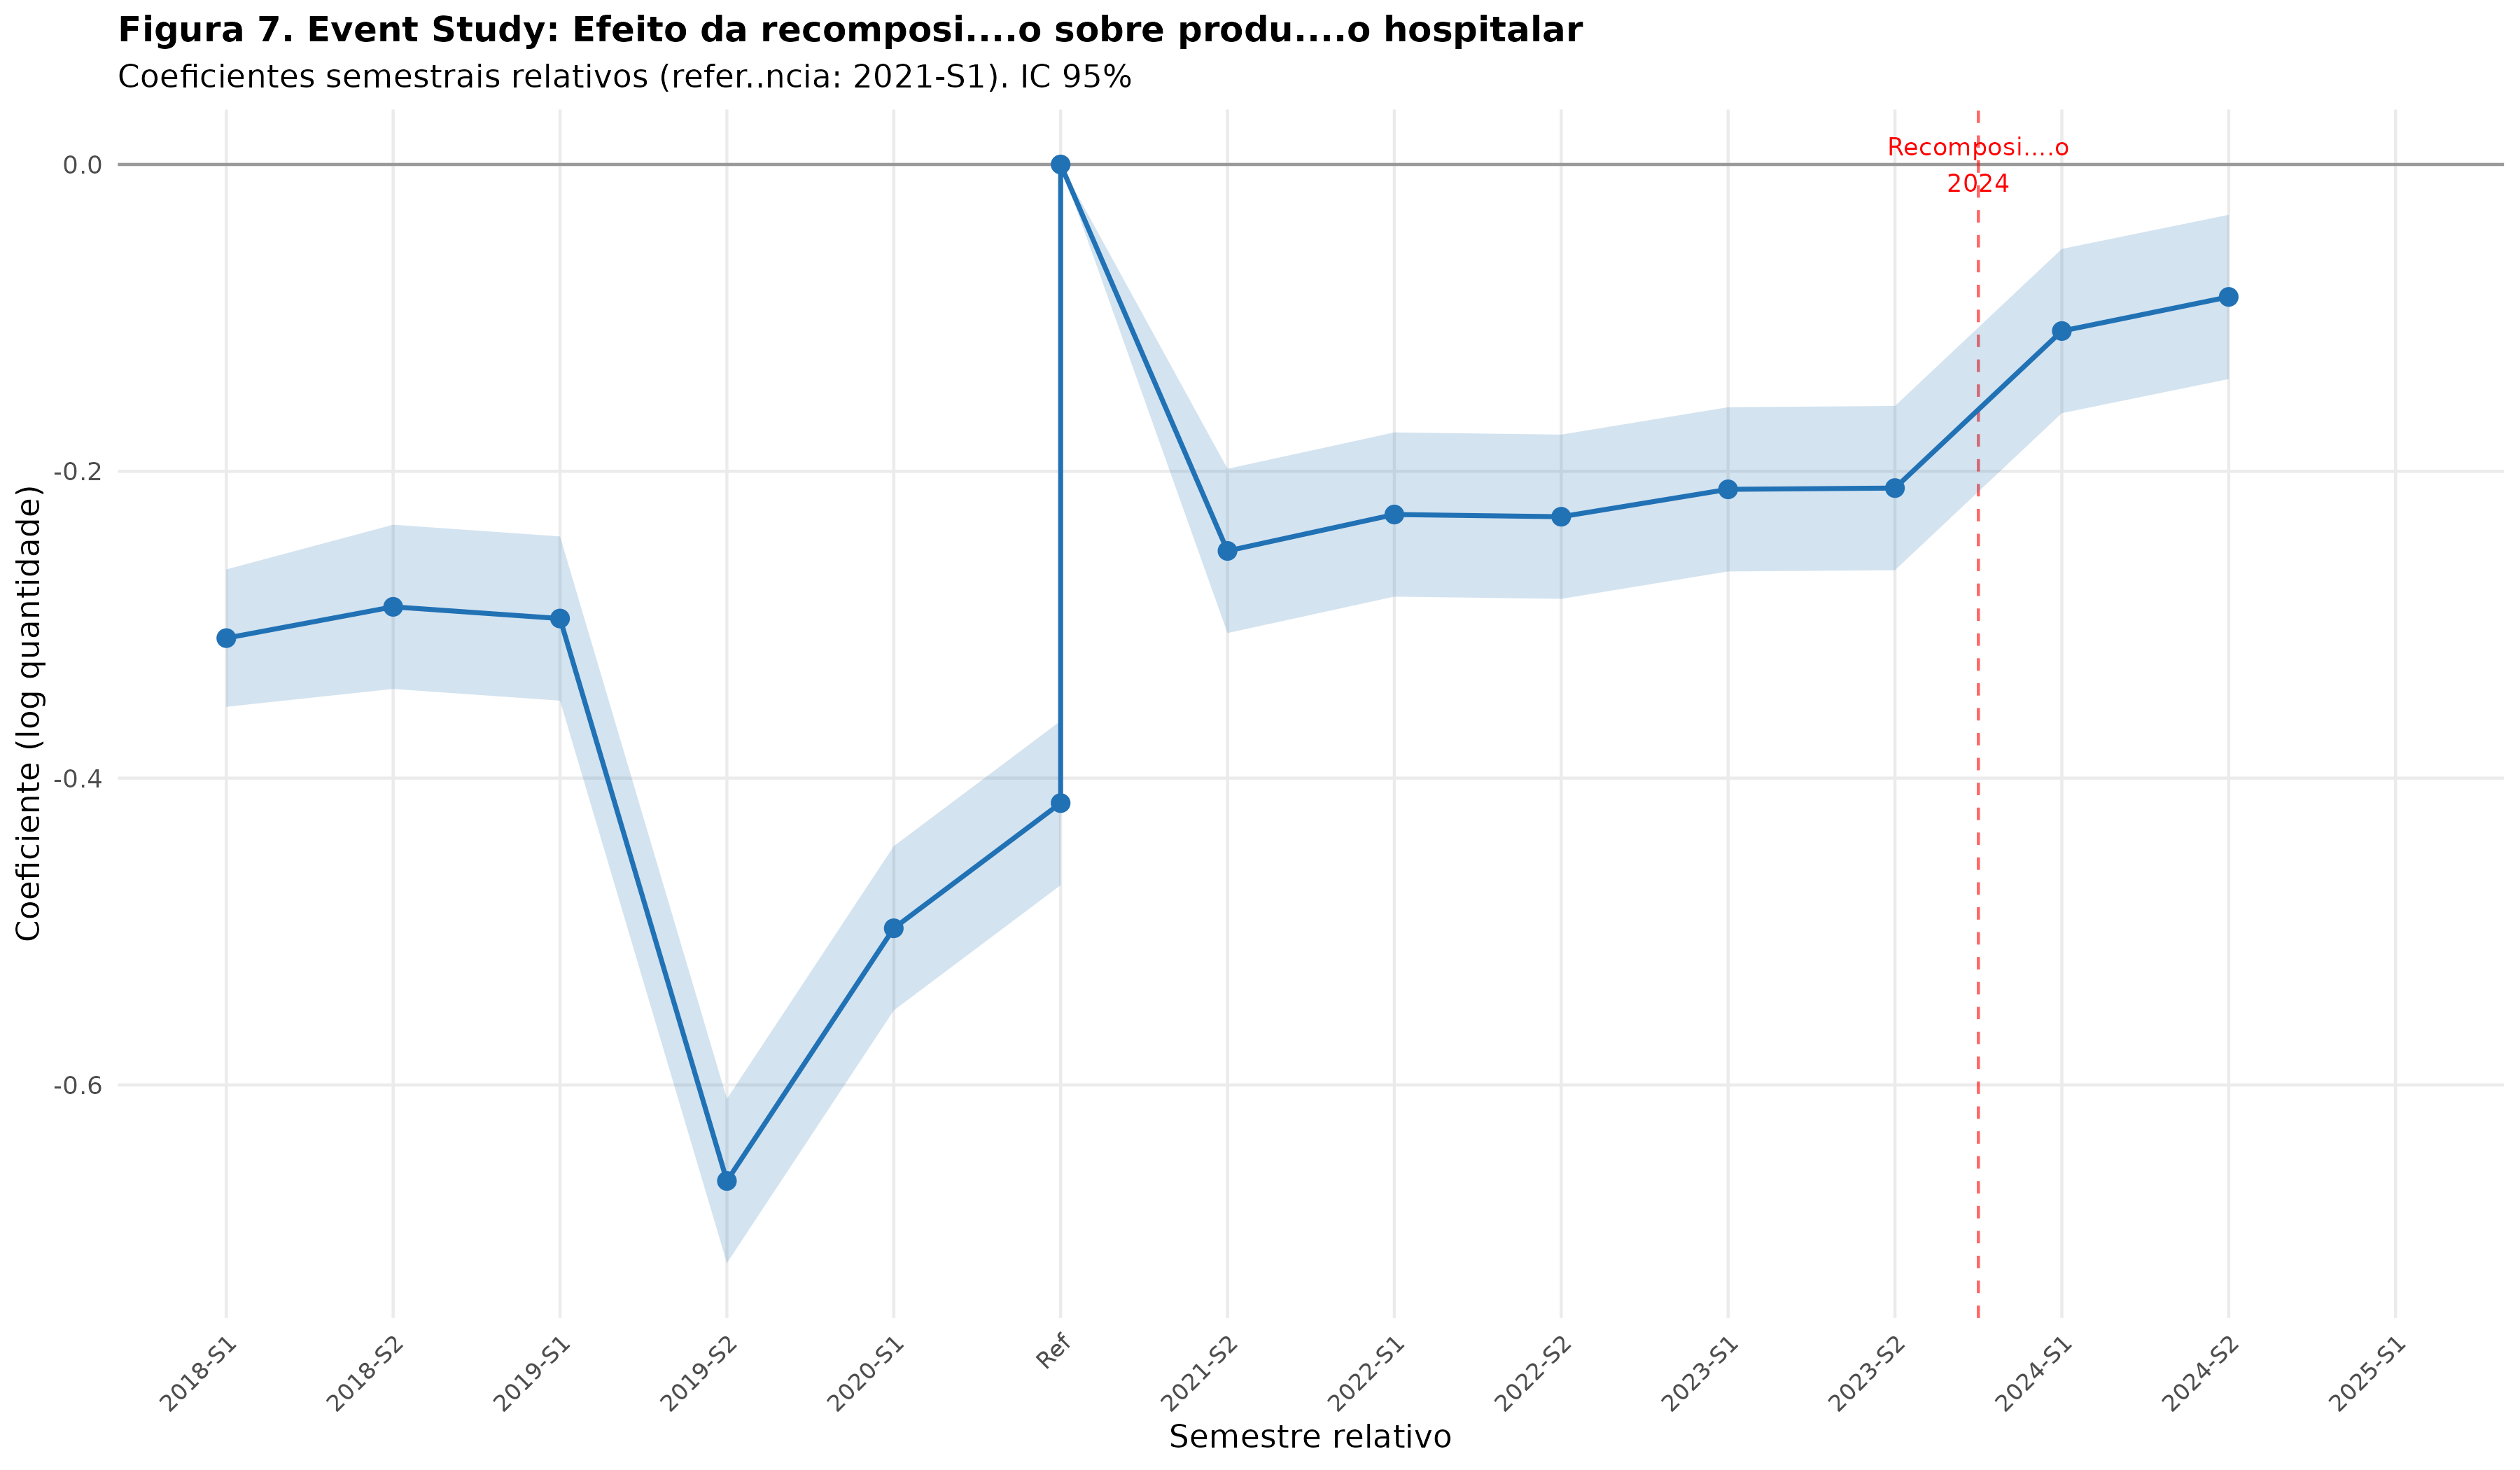 Figura 7. Event Study: Efeito da recomposi....o sobre produ....o hospitalar
Coeficientes semestrais relativos (refer..ncia: 2021-S1). IC 95%
Recomposi....o
2024
0.0
-0.2
-0.4
-0.6
Coeficiente (log quantidade)
2018-S1
2018-S2
2019-S1
2019-S2
2020-S1
Ref
2021-S2
2022-S1
2022-S2
2023-S1
2023-S2
2024-S1
2024-S2
2025-S1
Semestre relativo